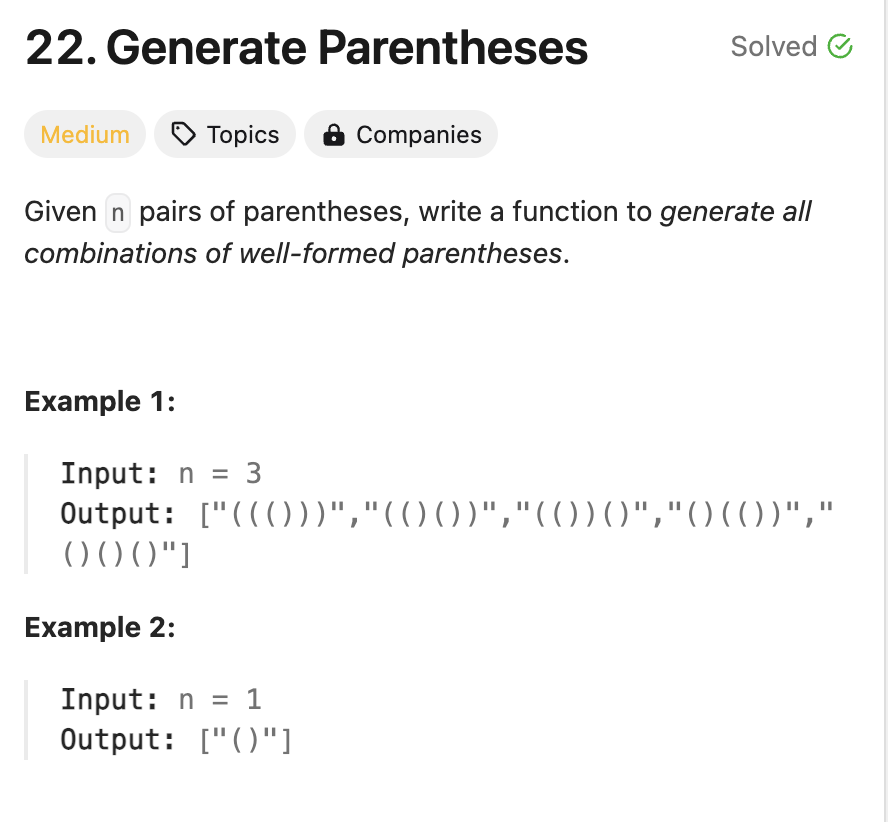 22. Generate Parentheses
Solved
Medium
Topics
Companies
Given n pairs of parentheses, write a function to generate all
combinations of well-formed parentheses.
Example 1:
Input: n = 3
Output: ["((()))","(()())","(())()","()(())","
()()()"]
Example 2:
Input: n = 1
Output: ["()"]